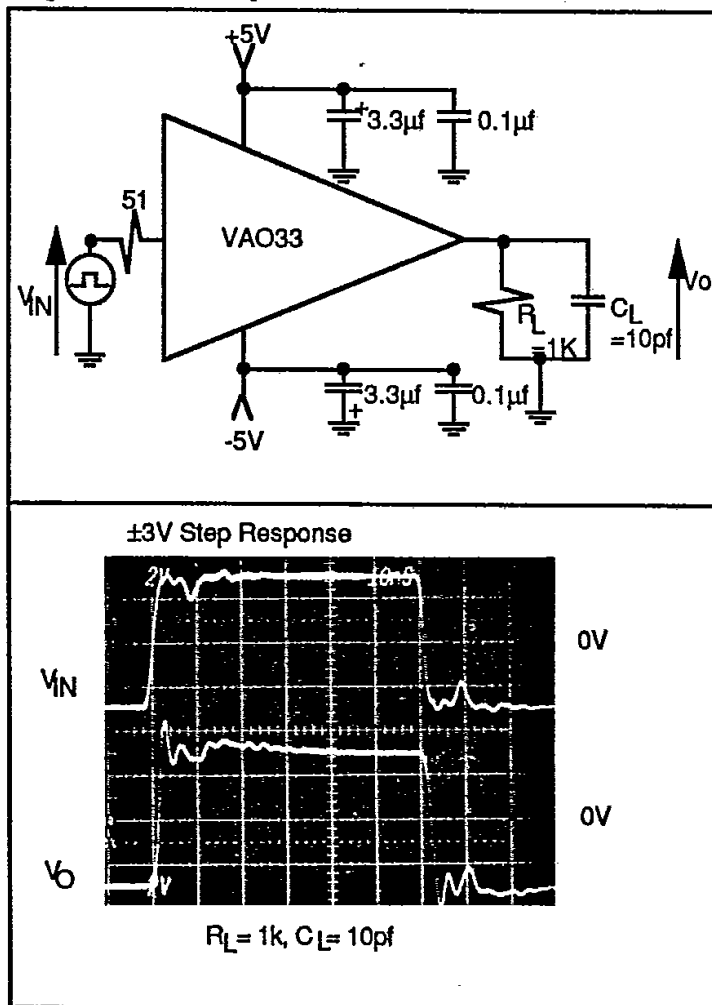 +5V
3.3µf
0.1µf
51
VAO33
VIN
RL
=1K
CL
=10pf
Vo
3.3µf
0.1µf
-5V
±3V Step Response
2V
10nS
0V
VIN
0V
VO
RL= 1k, CL= 10pf